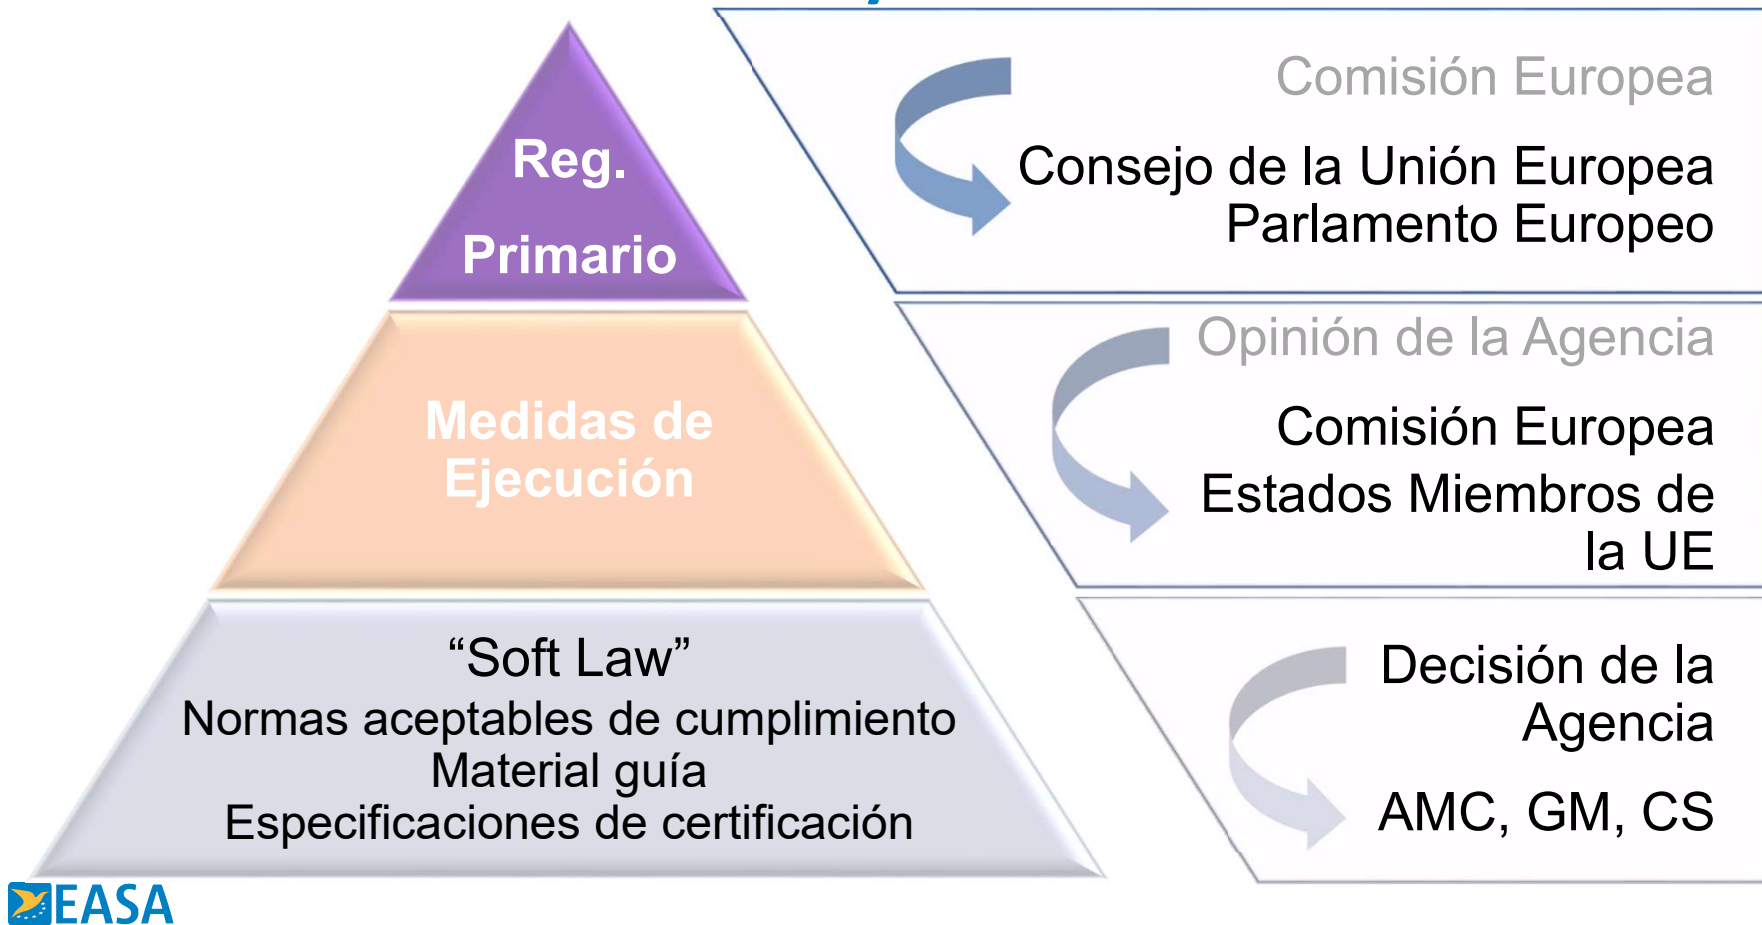 Reg.
Primario
Comisión Europea
Consejo de la Unión Europea
Parlamento Europeo
Medidas de
Ejecución
Opinión de la Agencia
Comisión Europea
Estados Miembros de
la UE
“Soft Law”
Normas aceptables de cumplimiento
Material guía
Especificaciones de certificación
Decisión de la
Agencia
AMC, GM, CS
EASA